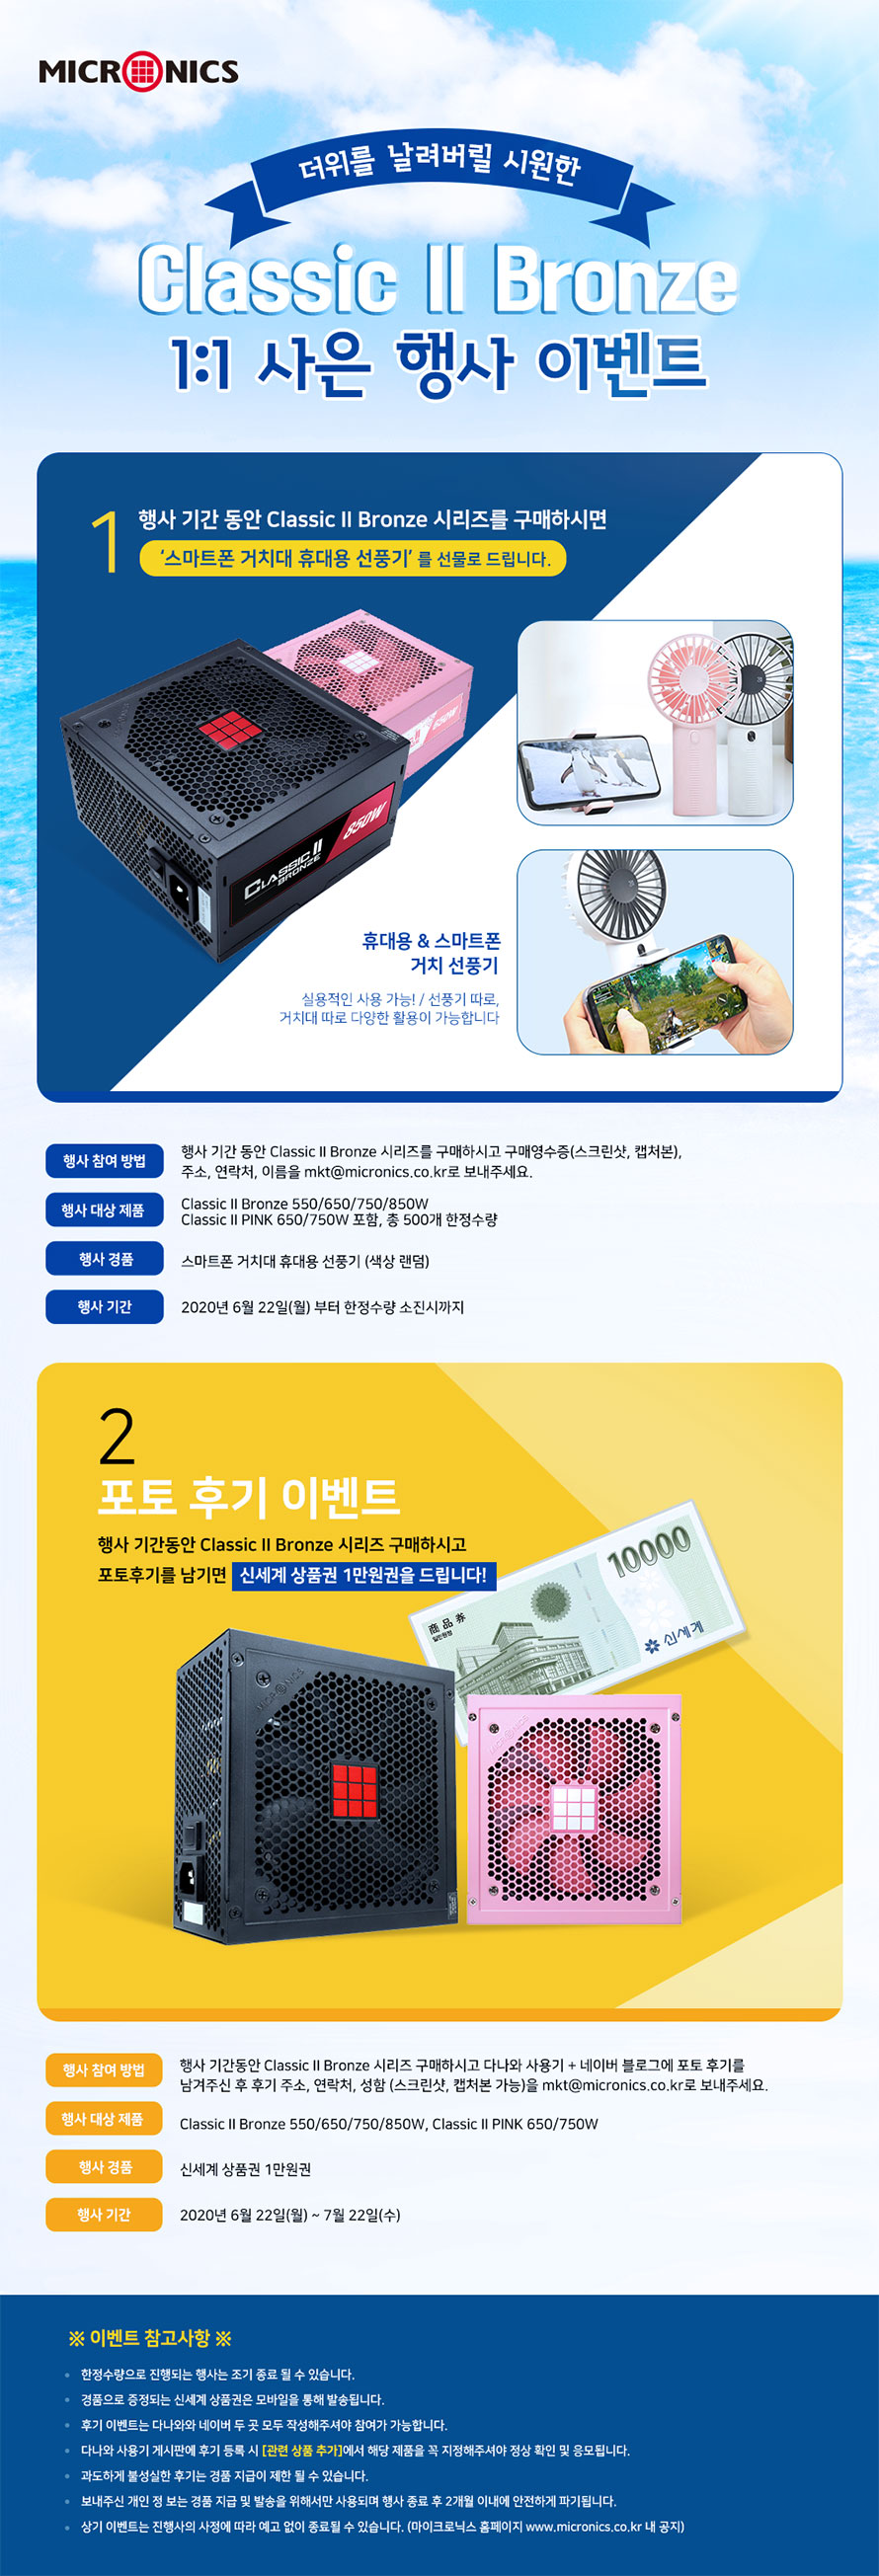 MICRONICS
더위를 날려버릴 시원한
Classic II Bronze
1:1 사은 행사 이벤트
1
행사 기간 동안 Classic II Bronze 시리즈를 구매하시면
‘스마트폰 거치대 휴대용 선풍기’ 를 선물로 드립니다.
650W
850W
CLASSIC II
BRONZE
휴대용 & 스마트폰
거치 선풍기
실용적인 사용 가능! / 선풍기 따로,
거치대 따로 다양한 활용이 가능합니다
행사 참여 방법
행사 기간 동안 Classic II Bronze 시리즈를 구매하시고 구매영수증(스크린샷, 캡처본),
주소, 연락처, 이름을 mkt@micronics.co.kr로 보내주세요.
행사 대상 제품
Classic II Bronze 550/650/750/850W
Classic II PINK 650/750W 포함, 총 500개 한정수량
행사 경품
스마트폰 거치대 휴대용 선풍기 (색상 랜덤)
행사 기간
2020년 6월 22일(월) 부터 한정수량 소진시까지
2
포토 후기 이벤트
행사 기간동안 Classic II Bronze 시리즈 구매하시고
포토후기를 남기면 신세계 상품권 1만원권을 드립니다!
10000
商品券
신세계
MICRONICS
행사 참여 방법
행사 기간동안 Classic II Bronze 시리즈 구매하시고 다나와 사용기 + 네이버 블로그에 포토 후기를
남겨주신 후 후기 주소, 연락처, 성함 (스크린샷, 캡처본 가능)을 mkt@micronics.co.kr로 보내주세요.
행사 대상 제품
Classic II Bronze 550/650/750/850W, Classic II PINK 650/750W
행사 경품
신세계 상품권 1만원권
행사 기간
2020년 6월 22일(월) ~ 7월 22일(수)
※ 이벤트 참고사항 ※
• 한정수량으로 진행되는 행사는 조기 종료 될 수 있습니다.
• 경품으로 증정되는 신세계 상품권은 모바일을 통해 발송됩니다.
• 후기 이벤트는 다나와와 네이버 두 곳 모두 작성해주셔야 참여가 가능합니다.
• 다나와 사용기 게시판에 후기 등록 시 [관련 상품 추가]에서 해당 제품을 꼭 지정해주셔야 정상 확인 및 응모됩니다.
• 과도하게 불성실한 후기는 경품 지급이 제한 될 수 있습니다.
• 보내주신 개인 정 보는 경품 지급 및 발송을 위해서만 사용되며 행사 종료 후 2개월 이내에 안전하게 파기됩니다.
• 상기 이벤트는 진행사의 사정에 따라 예고 없이 종료될 수 있습니다. (마이크로닉스 홈페이지 www.micronics.co.kr 내 공지)